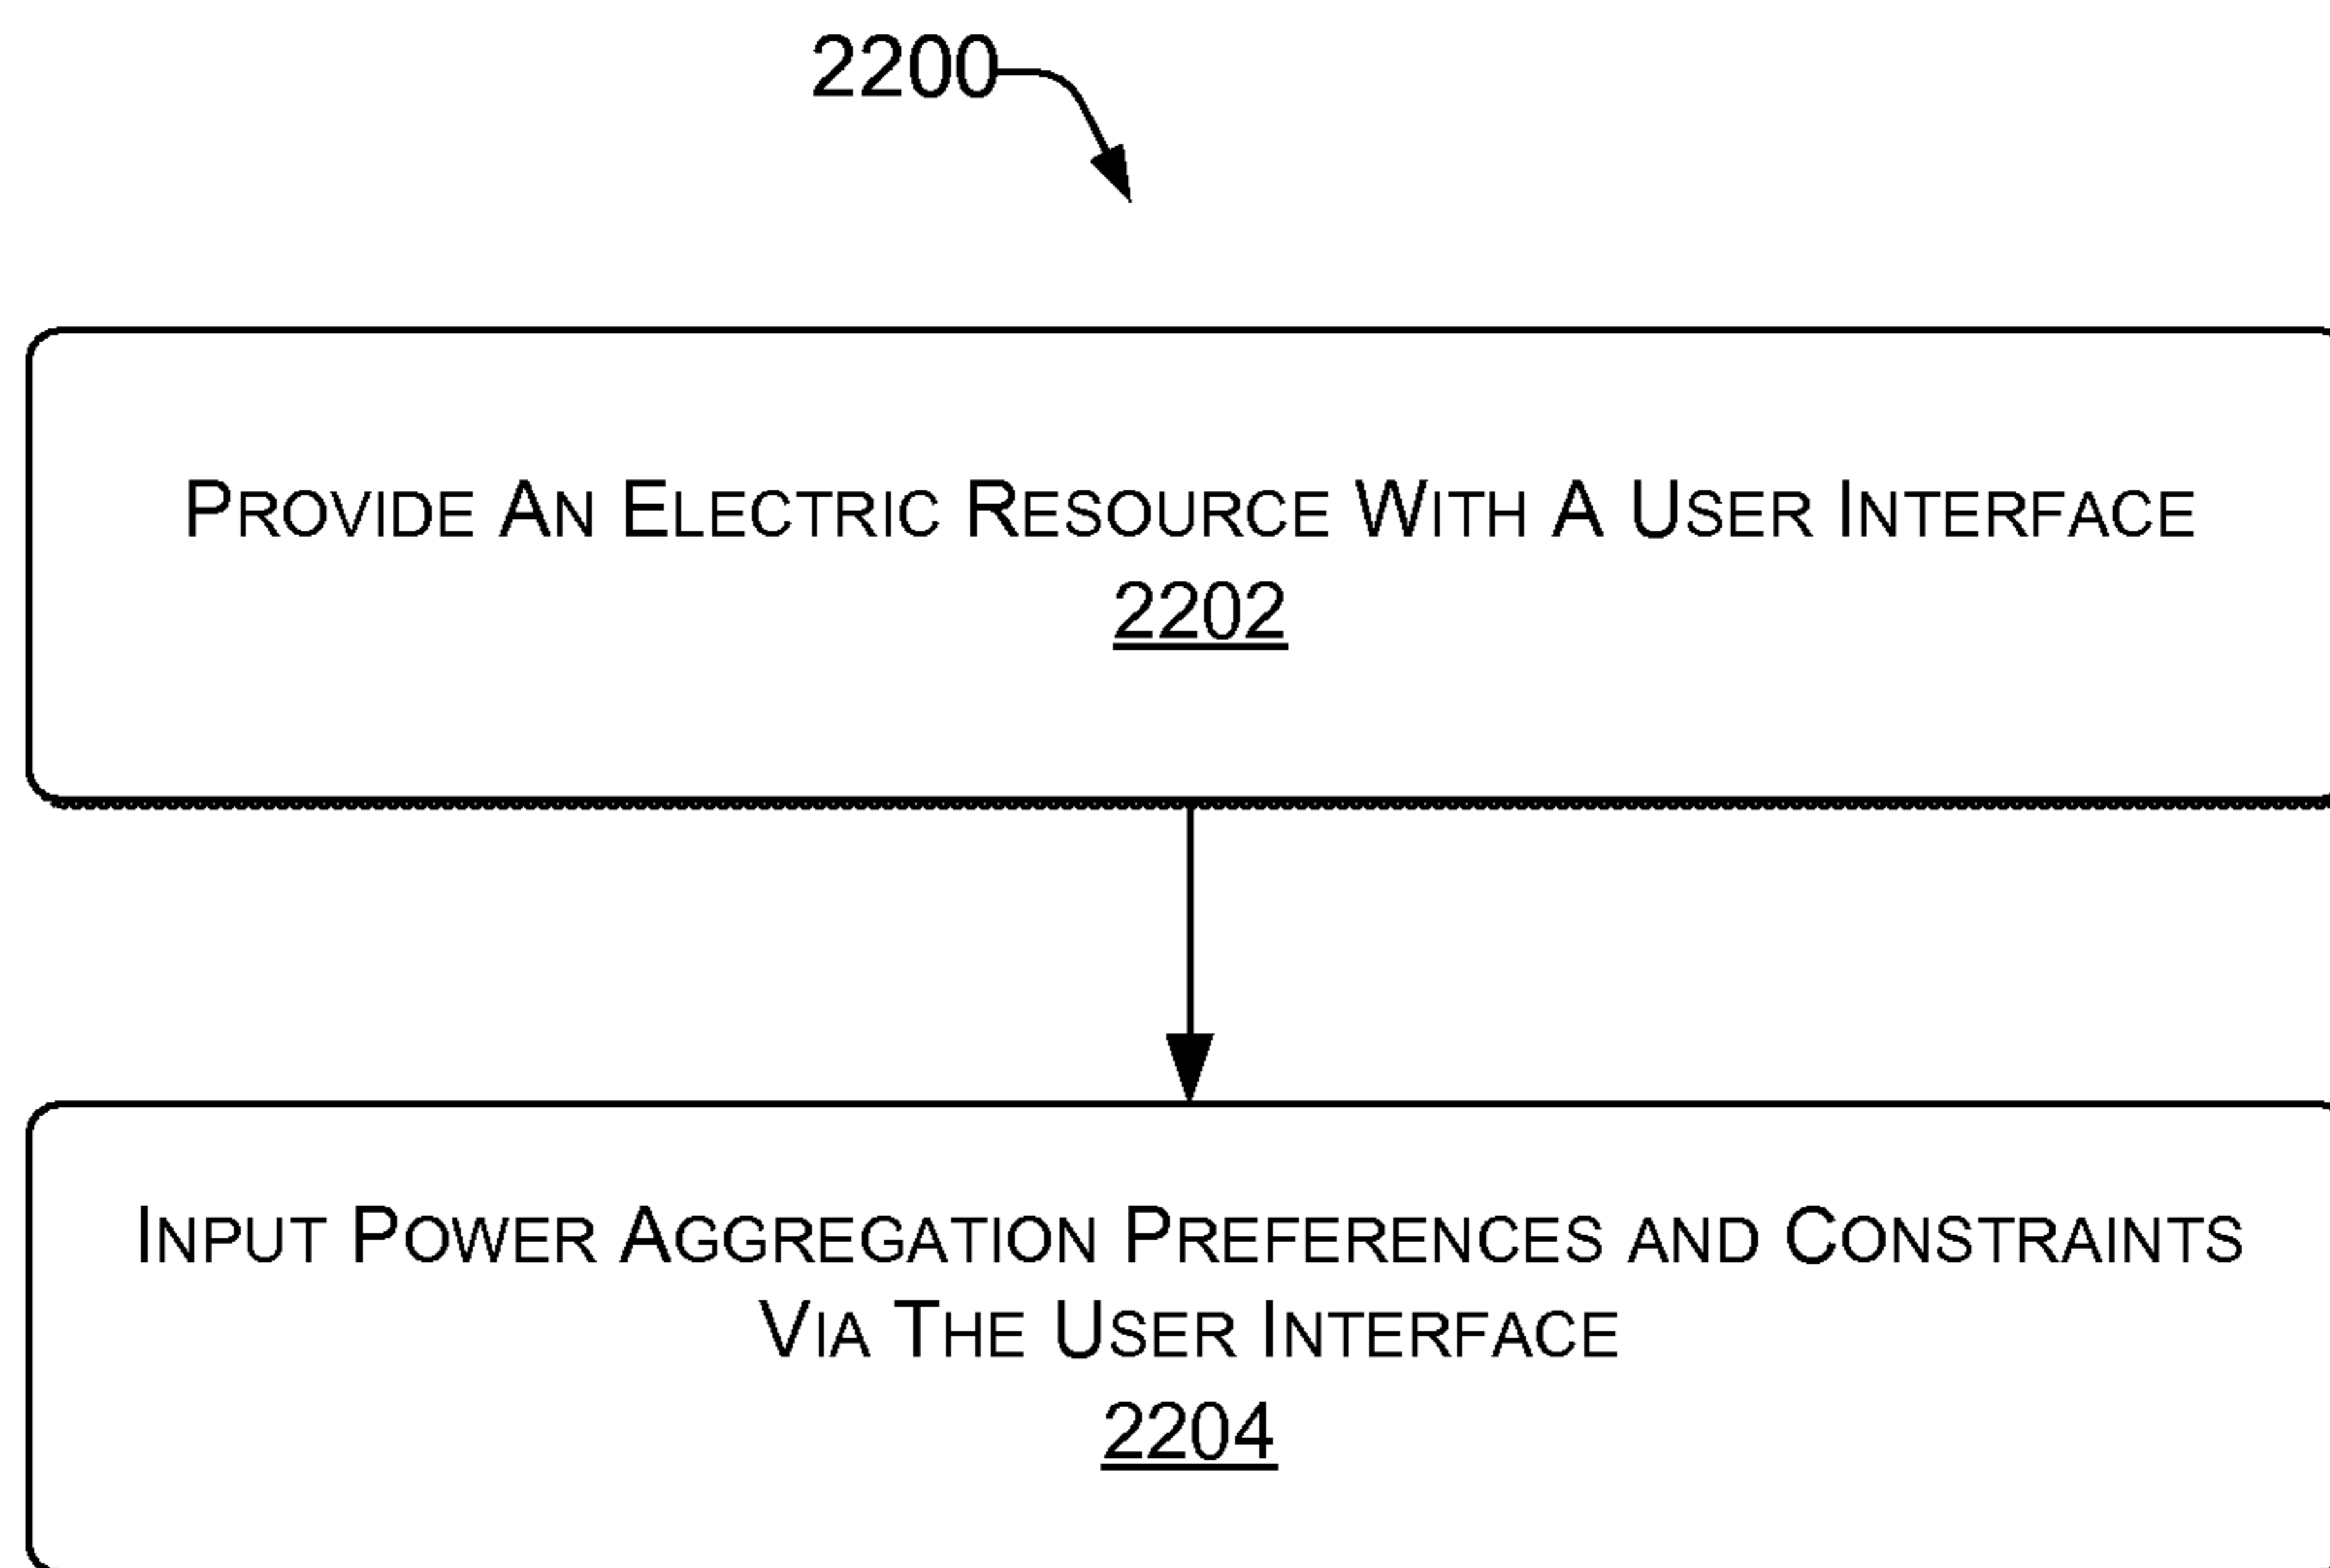 2200
Provide An Electric Resource With A User Interface
2202
Input Power Aggregation Preferences and Constraints
Via The User Interface
2204